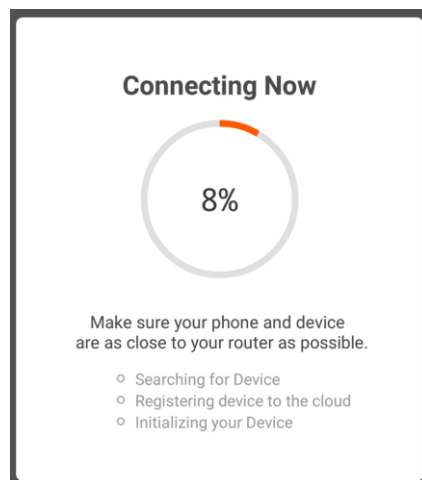 Connecting Now
8%
Make sure your phone and device
are as close to your router as possible.
Searching for Device
Registering device to the cloud
Initializing your Device